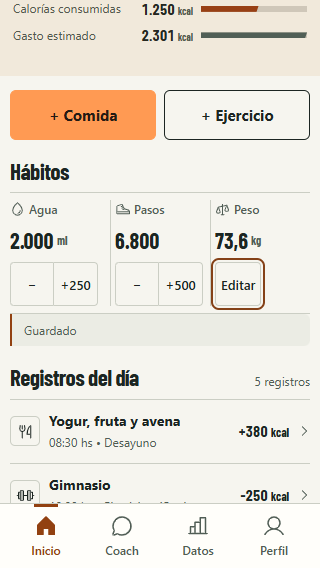 Calorías consumidas 1.250 kcal
Gasto estimado 2.301 kcal
+ Comida + Ejercicio
Hábitos
Agua Pasos Peso
2.000 ml 6.800 73,6 kg
− +250 − +500 Editar
Guardado
Registros del día 5 registros
Yogur, fruta y avena
+380 kcal
08:30 hs • Desayuno
Gimnasio
-250 kcal
Inicio Coach Datos Perfil